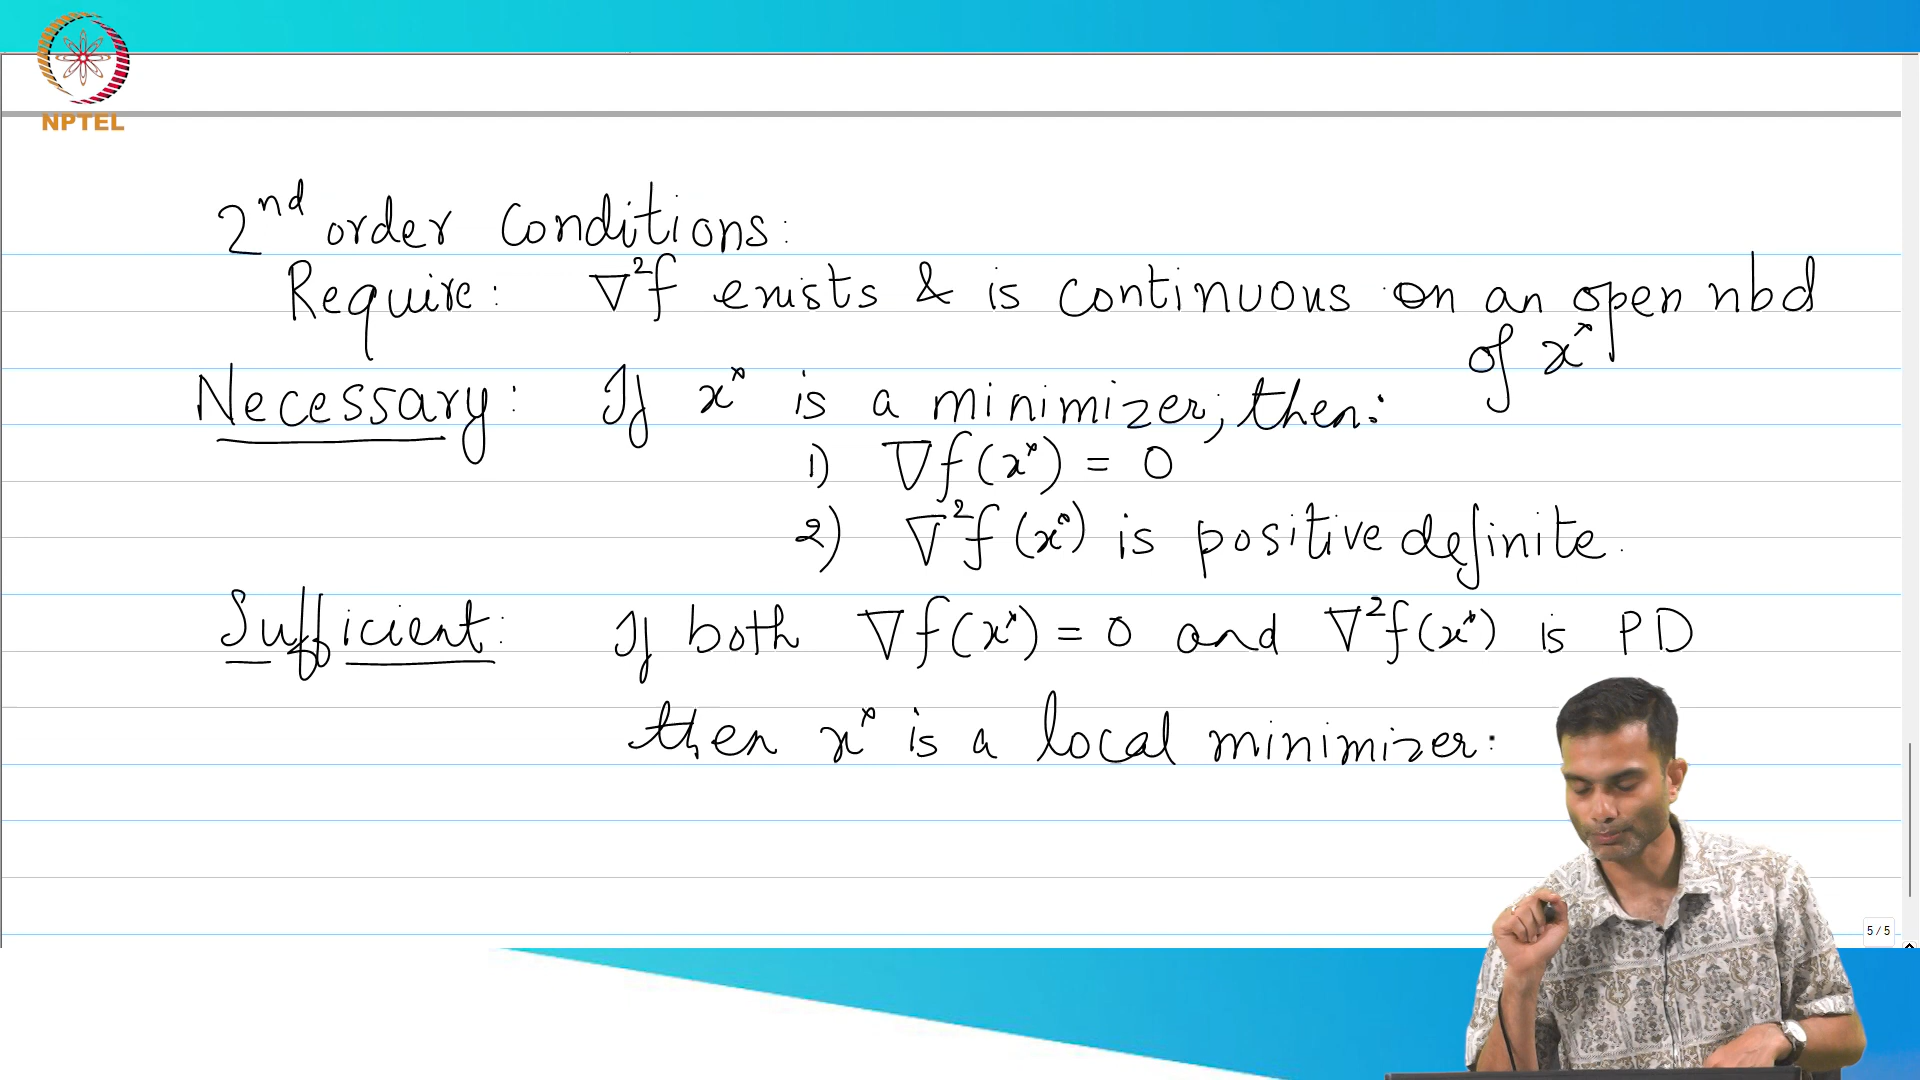 NPTEL
2nd order conditions:
Require: ∇²f exists & is continuous on an open nbd
of x*
Necessary: If x* is a minimizer, then:
1) ∇f(x*) = 0
2) ∇²f(x*) is positive definite.
Sufficient: If both ∇f(x*) = 0 and ∇²f(x*) is PD
then x* is a local minimizer.
5 / 5